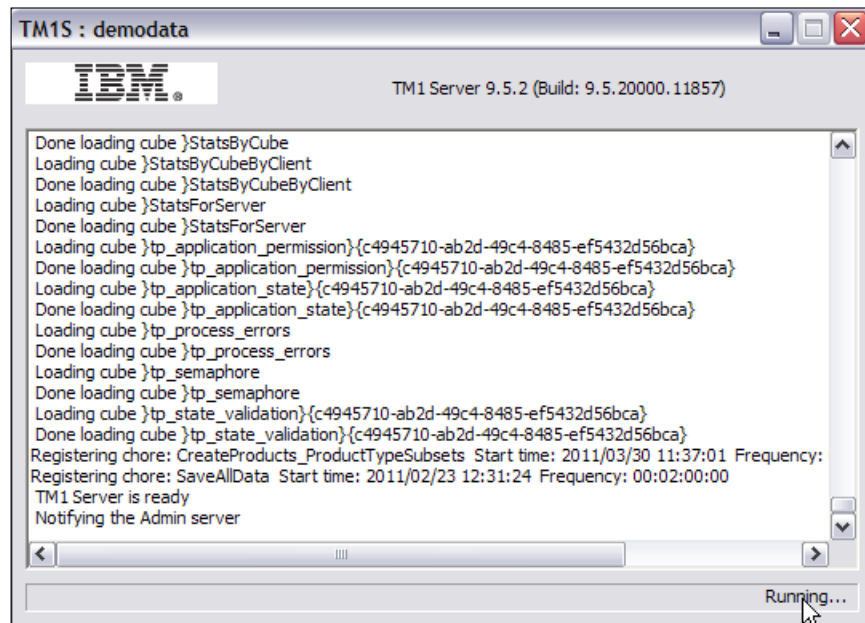 TM1S : demodata
IBM®
TM1 Server 9.5.2 (Build: 9.5.20000.11857)
Done loading cube }StatsByCube
Loading cube }StatsByCubeByClient
Done loading cube }StatsByCubeByClient
Loading cube }StatsForServer
Done loading cube }StatsForServer
Loading cube }tp_application_permission}{c4945710-ab2d-49c4-8485-ef5432d56bca}
Done loading cube }tp_application_permission}{c4945710-ab2d-49c4-8485-ef5432d56bca}
Loading cube }tp_application_state}{c4945710-ab2d-49c4-8485-ef5432d56bca}
Done loading cube }tp_application_state}{c4945710-ab2d-49c4-8485-ef5432d56bca}
Loading cube }tp_process_errors
Done loading cube }tp_process_errors
Loading cube }tp_semaphore
Done loading cube }tp_semaphore
Loading cube }tp_state_validation}{c4945710-ab2d-49c4-8485-ef5432d56bca}
Done loading cube }tp_state_validation}{c4945710-ab2d-49c4-8485-ef5432d56bca}
Registering chore: CreateProducts_ProductTypeSubsets Start time: 2011/03/30 11:37:01 Frequency:
Registering chore: SaveAllData Start time: 2011/02/23 12:31:24 Frequency: 00:02:00:00
TM1 Server is ready
Notifying the Admin server
Running...